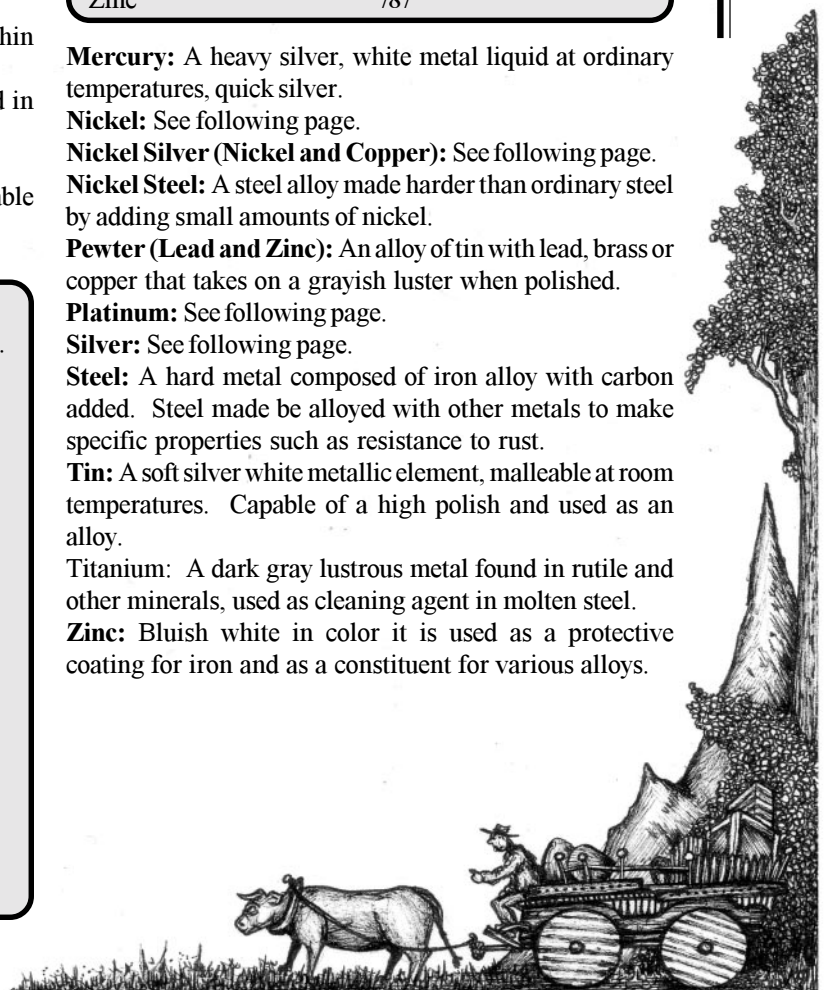 hin
d in
ble
.
Zinc 787
Mercury: A heavy silver, white metal liquid at ordinary
temperatures, quick silver.
Nickel: See following page.
Nickel Silver (Nickel and Copper): See following page.
Nickel Steel: A steel alloy made harder than ordinary steel
by adding small amounts of nickel.
Pewter (Lead and Zinc): An alloy of tin with lead, brass or
copper that takes on a grayish luster when polished.
Platinum: See following page.
Silver: See following page.
Steel: A hard metal composed of iron alloy with carbon
added. Steel made be alloyed with other metals to make
specific properties such as resistance to rust.
Tin: A soft silver white metallic element, malleable at room
temperatures. Capable of a high polish and used as an
alloy.
Titanium: A dark gray lustrous metal found in rutile and
other minerals, used as cleaning agent in molten steel.
Zinc: Bluish white in color it is used as a protective
coating for iron and as a constituent for various alloys.